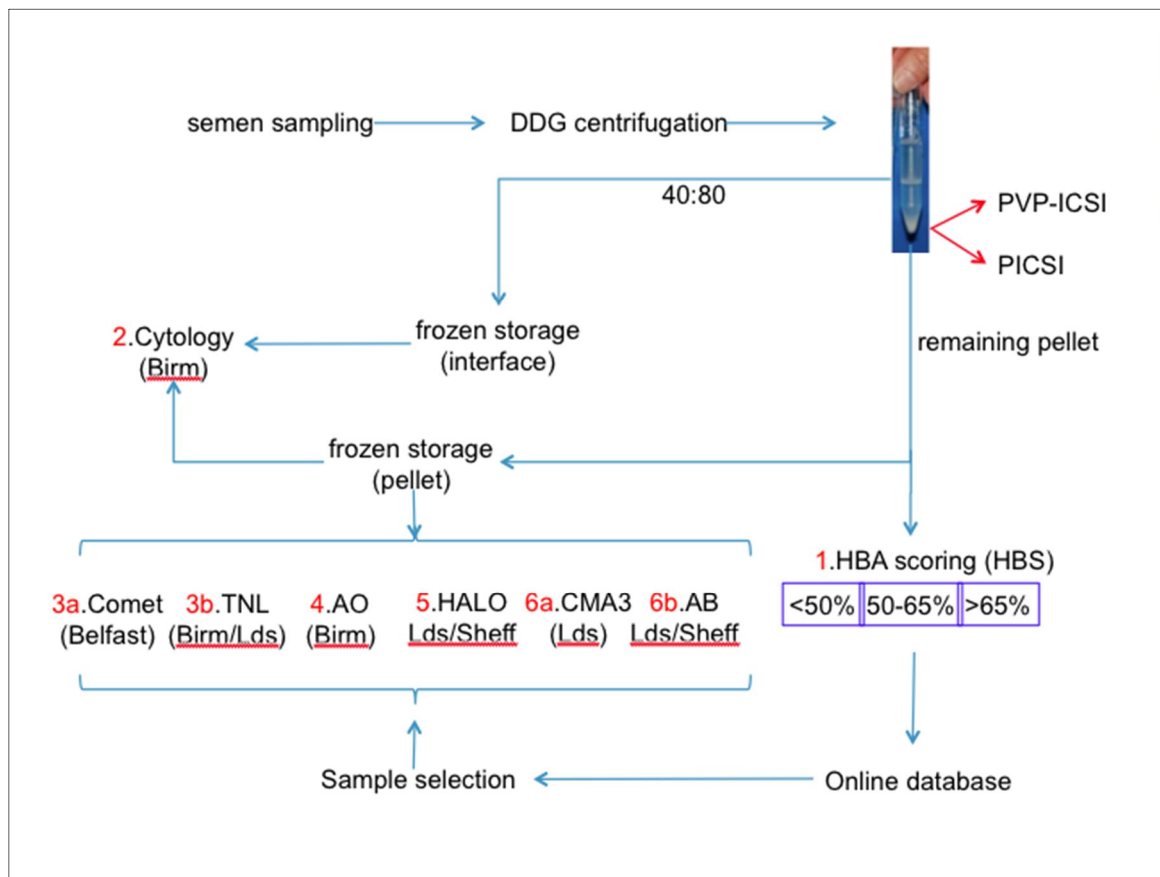 semen sampling
DDG centrifugation
40:80
PVP-ICSI
PICSI
2.Cytology
(Birm)
frozen storage
(interface)
remaining pellet
frozen storage
(pellet)
1.HBA scoring (HBS)
<50% 50-65% >65%
3a.Comet
(Belfast)
3b.TNL
(Birm/Lds)
4.AO
(Birm)
5.HALO
Lds/Sheff
6a.CMA3
(Lds)
6b.AB
Lds/Sheff
Sample selection
Online database